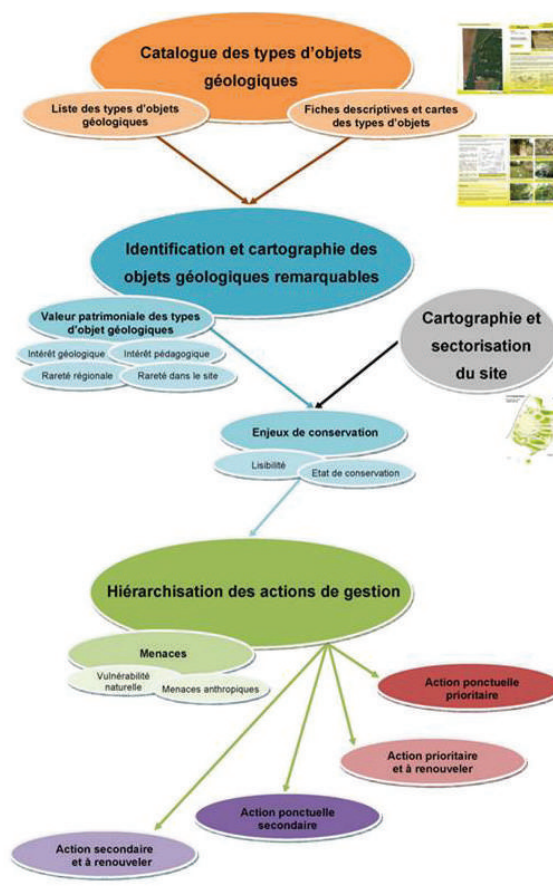 Catalogue des types d'objets
géologiques
Liste des types d'objets
géologiques
Fiches descriptives et cartes
des types d'objets
Identification et cartographie des
objets géologiques remarquables
Valeur patrimoniale des types
d'objet géologiques
Intérêt géologique
Intérêt pédagogique
Rareté régionale
Rareté dans le site
Cartographie et
sectorisation
du site
Enjeux de conservation
Lisibilité
Etat de conservation
Hiérarchisation des actions de gestion
Menaces
Vulnérabilité
naturelle
Menaces anthropiques
Action ponctuelle
prioritaire
Action prioritaire
et à renouveler
Action ponctuelle
secondaire
Action secondaire
et à renouveler